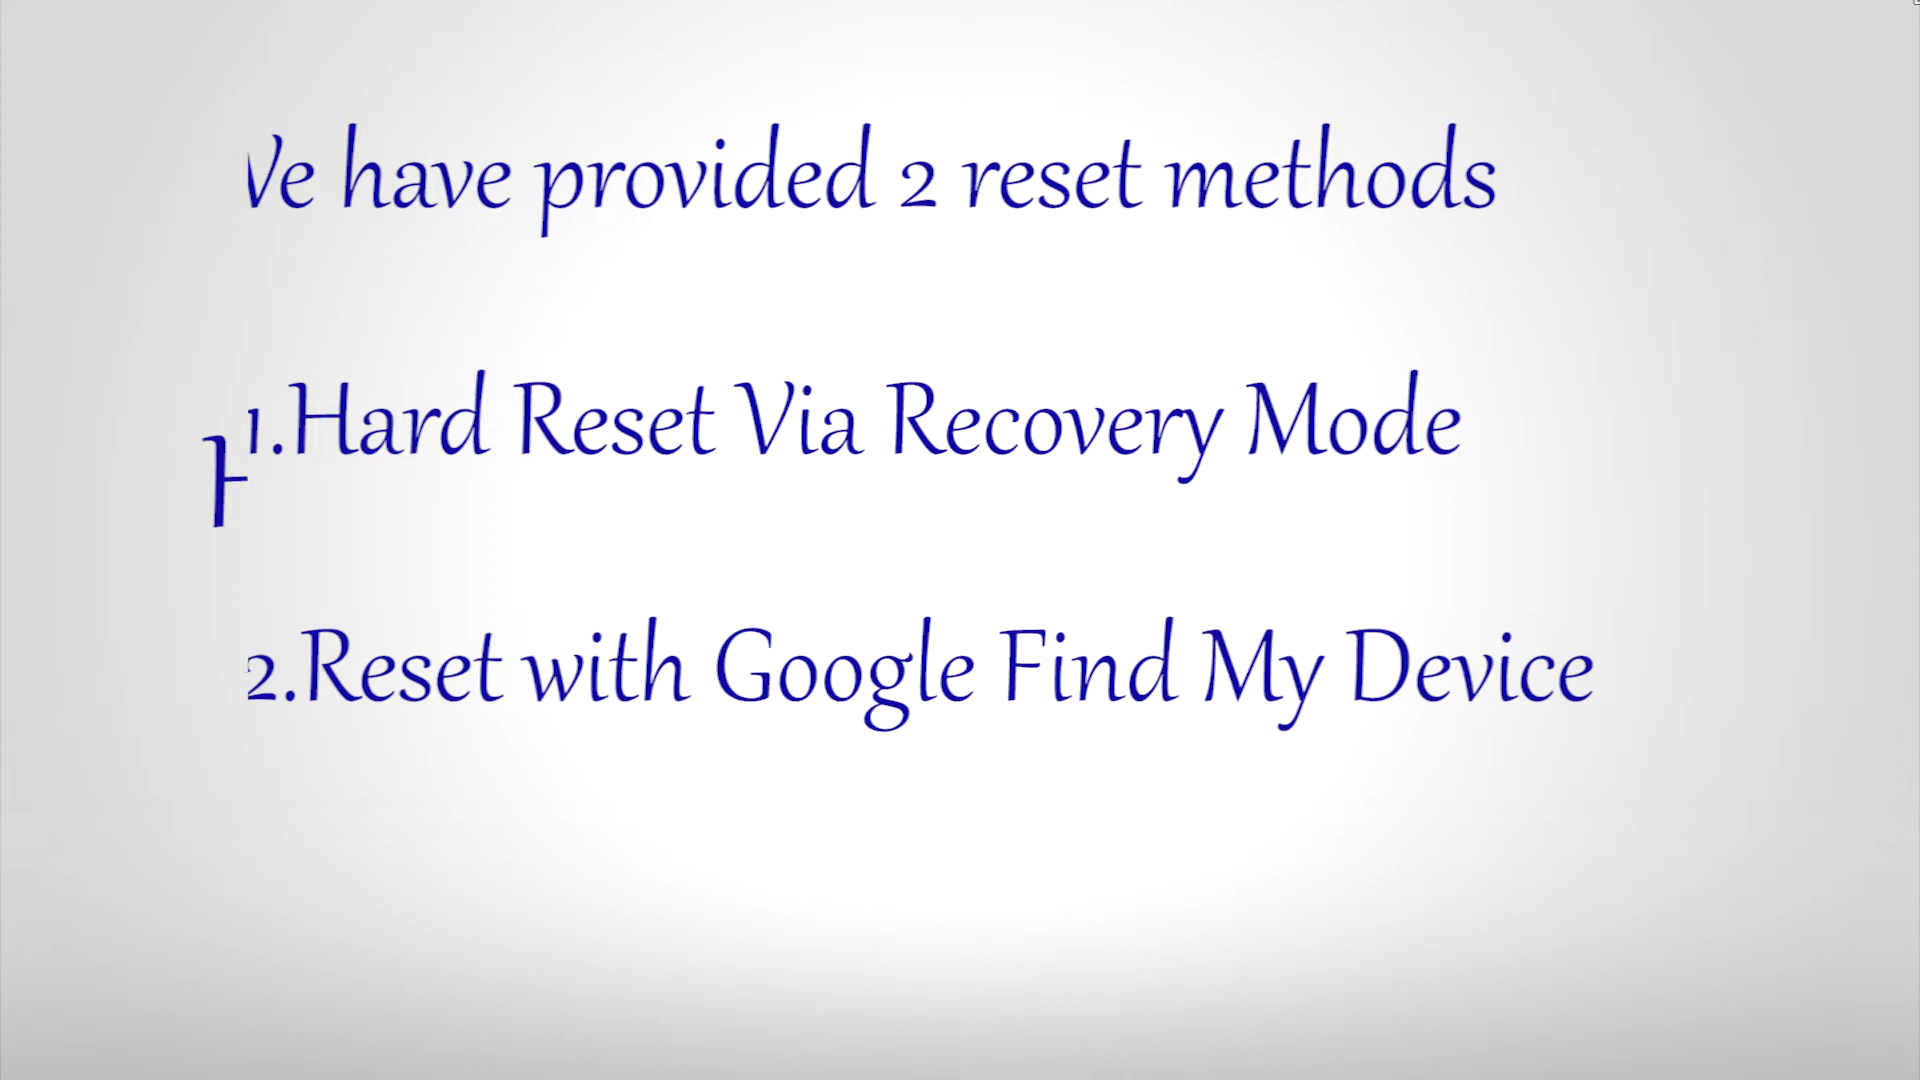 Ve have provided 2 reset methods
1.Hard Reset Via Recovery Mode
2.Reset with Google Find My Device